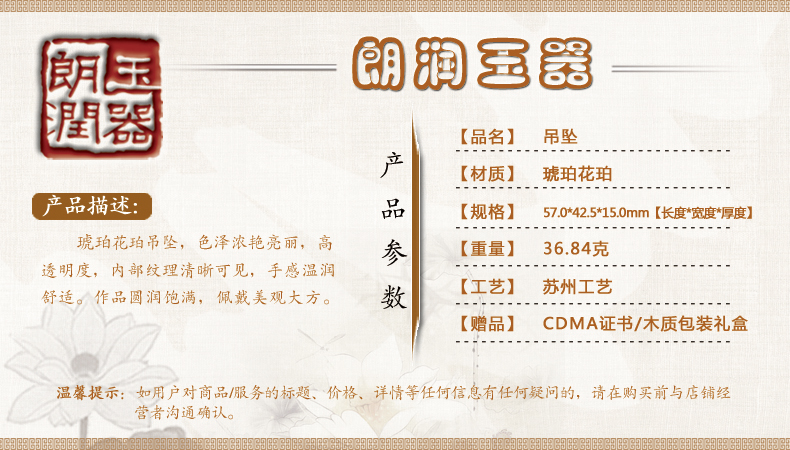 玉器
朗潤
朗润玉器
产品描述：
琥珀花珀吊坠，色泽浓艳亮丽，高
透明度，内部纹理清晰可见，手感温润
舒适。作品圆润饱满，佩戴美观大方。
产品参数
【品名】 吊坠
【材质】 琥珀花珀
【规格】 57.0*42.5*15.0mm【长度*宽度*厚度】
【重量】 36.84克
【工艺】 苏州工艺
【赠品】 CDMA证书/木质包装礼盒
温馨提示：如用户对商品/服务的标题、价格、详情等任何信息有任何疑问的，请在购买前与店铺经
营者沟通确认。